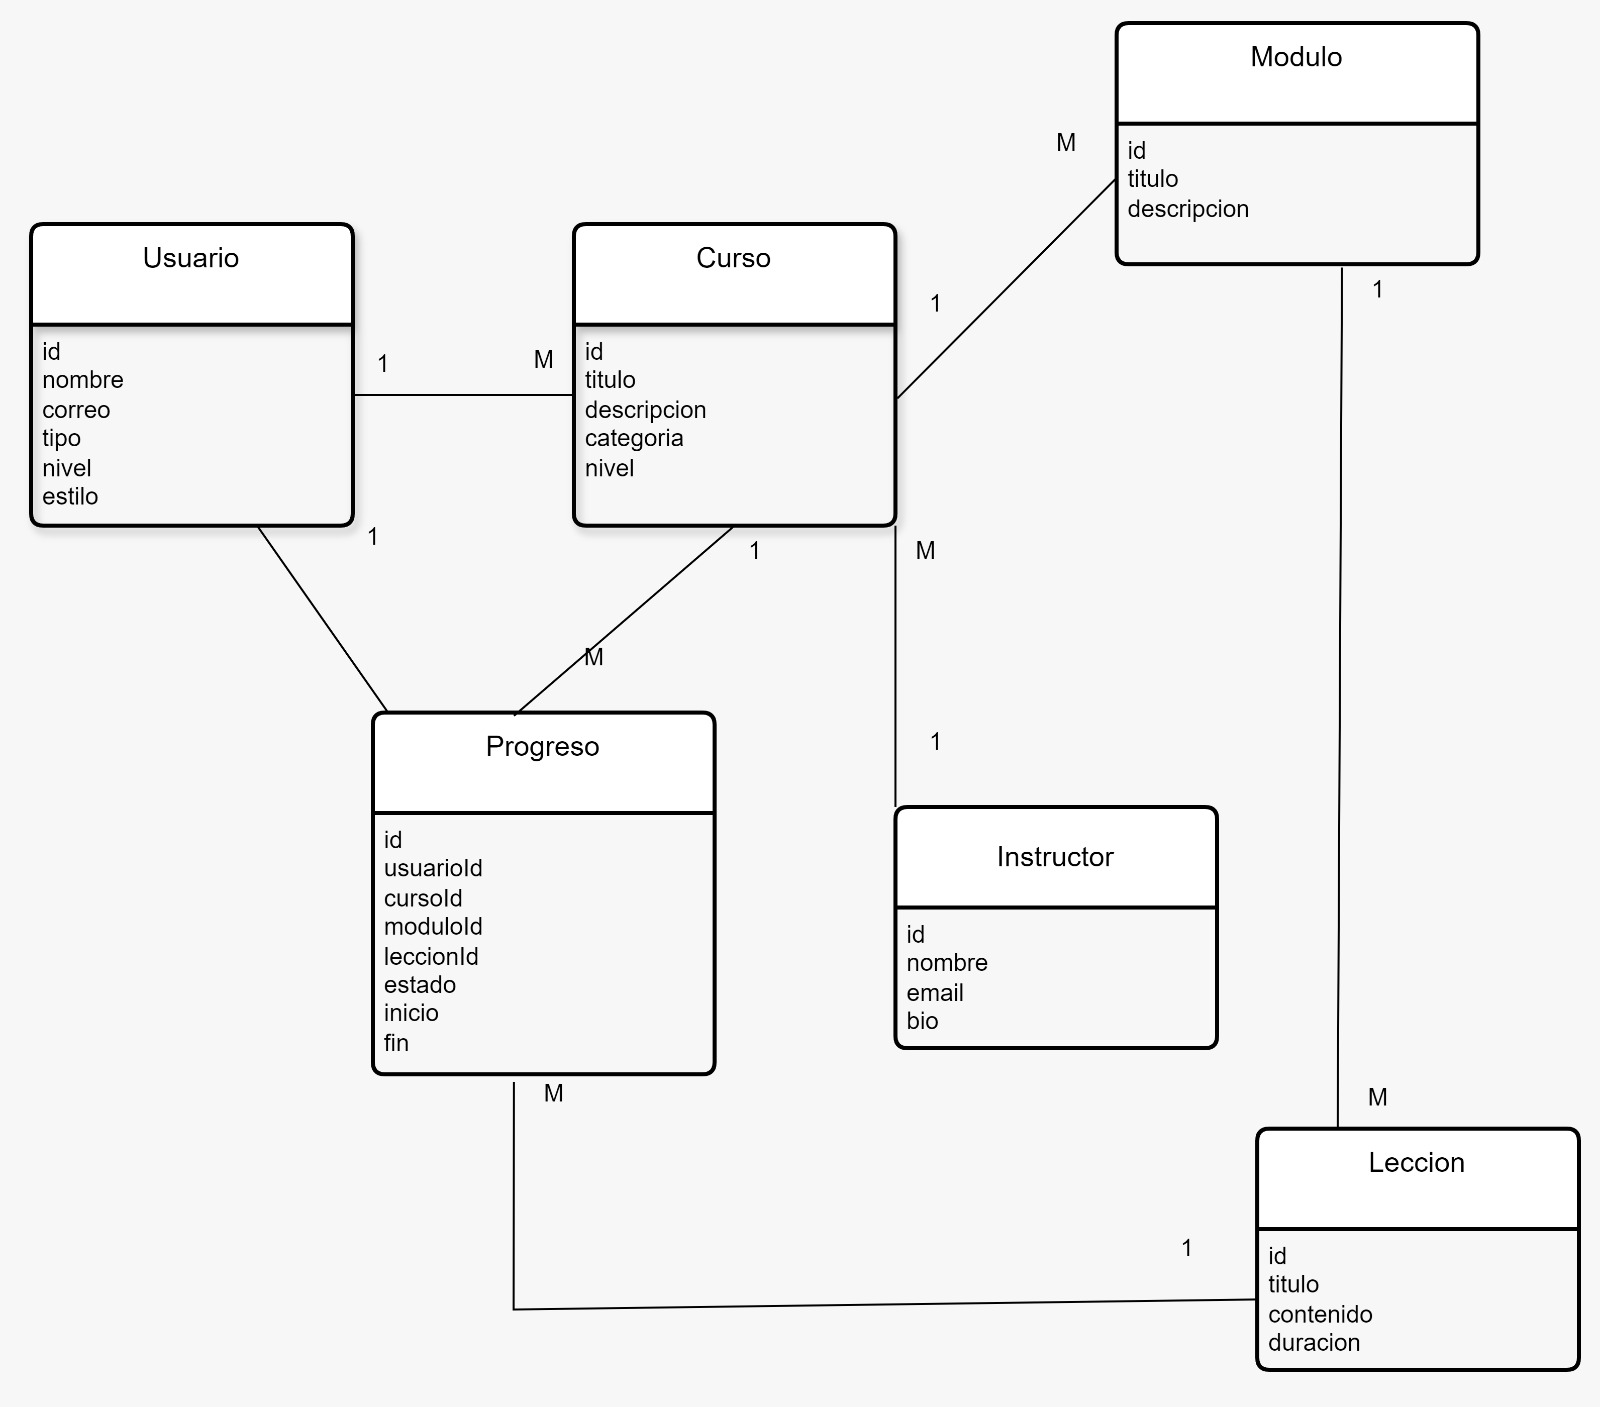 Modulo
id
titulo
descripcion
M
1
1
Usuario
id
nombre
correo
tipo
nivel
estilo
1
M
Curso
id
titulo
descripcion
categoria
nivel
1
1
M
M
1
Progreso
id
usuarioId
cursoId
moduloId
leccionId
estado
inicio
fin
M
Instructor
id
nombre
email
bio
M
1
Leccion
id
titulo
contenido
duracion